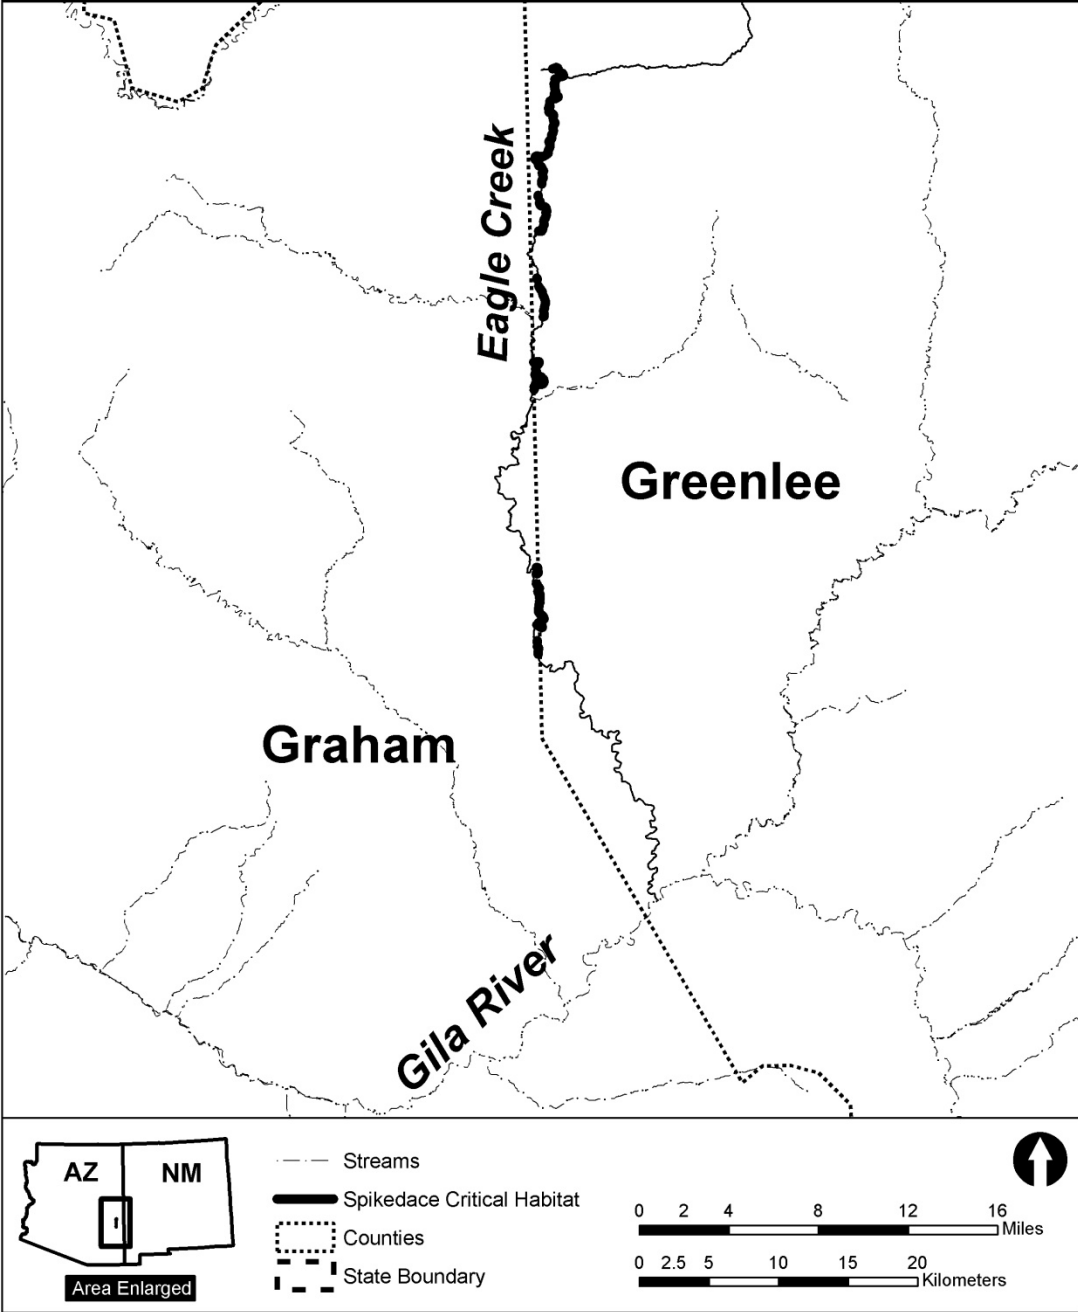 Eagle Creek
Greenlee
Graham
Gila River
AZ
NM
Area Enlarged
Streams
Spikedace Critical Habitat
Counties
State Boundary
0 2 4 8 12 16
Miles
0 2.5 5 10 15 20
Kilometers